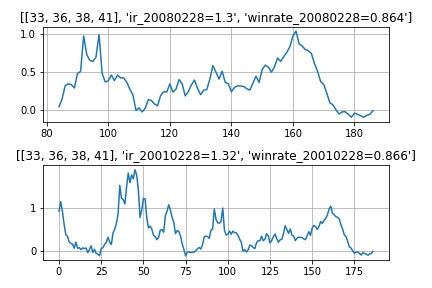 [[33, 36, 38, 41], 'ir_20080228=1.3', 'winrate_20080228=0.864']
1.0
0.5
0.0
80 100 120 140 160 180
[[33, 36, 38, 41], 'ir_20010228=1.32', 'winrate_20010228=0.866']
1
0
0 25 50 75 100 125 150 175